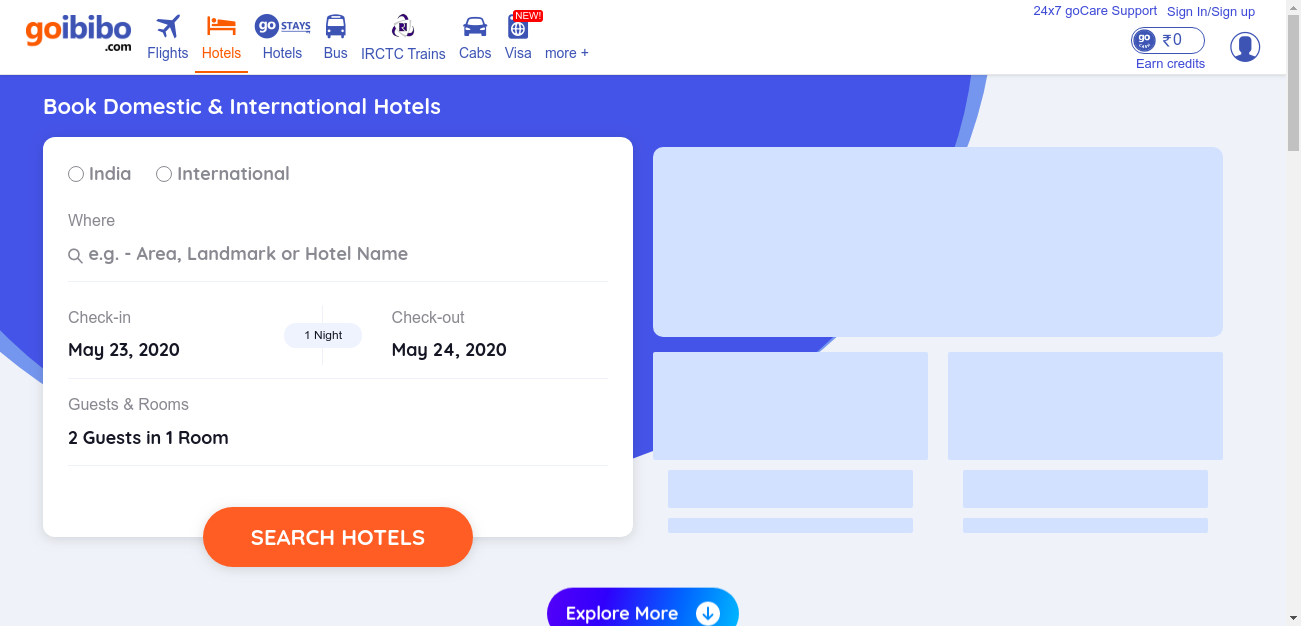 24x7 goCare Support Sign In/Sign up
goibibo
.com
go STAYS
NEW!
Flights Hotels Hotels Bus IRCTC Trains Cabs Visa more +
go
₹0
Earn credits
Book Domestic & International Hotels
India International
Where
e.g. - Area, Landmark or Hotel Name
Check-in Check-out
1 Night
May 23, 2020 May 24, 2020
Guests & Rooms
2 Guests in 1 Room
SEARCH HOTELS
Explore More